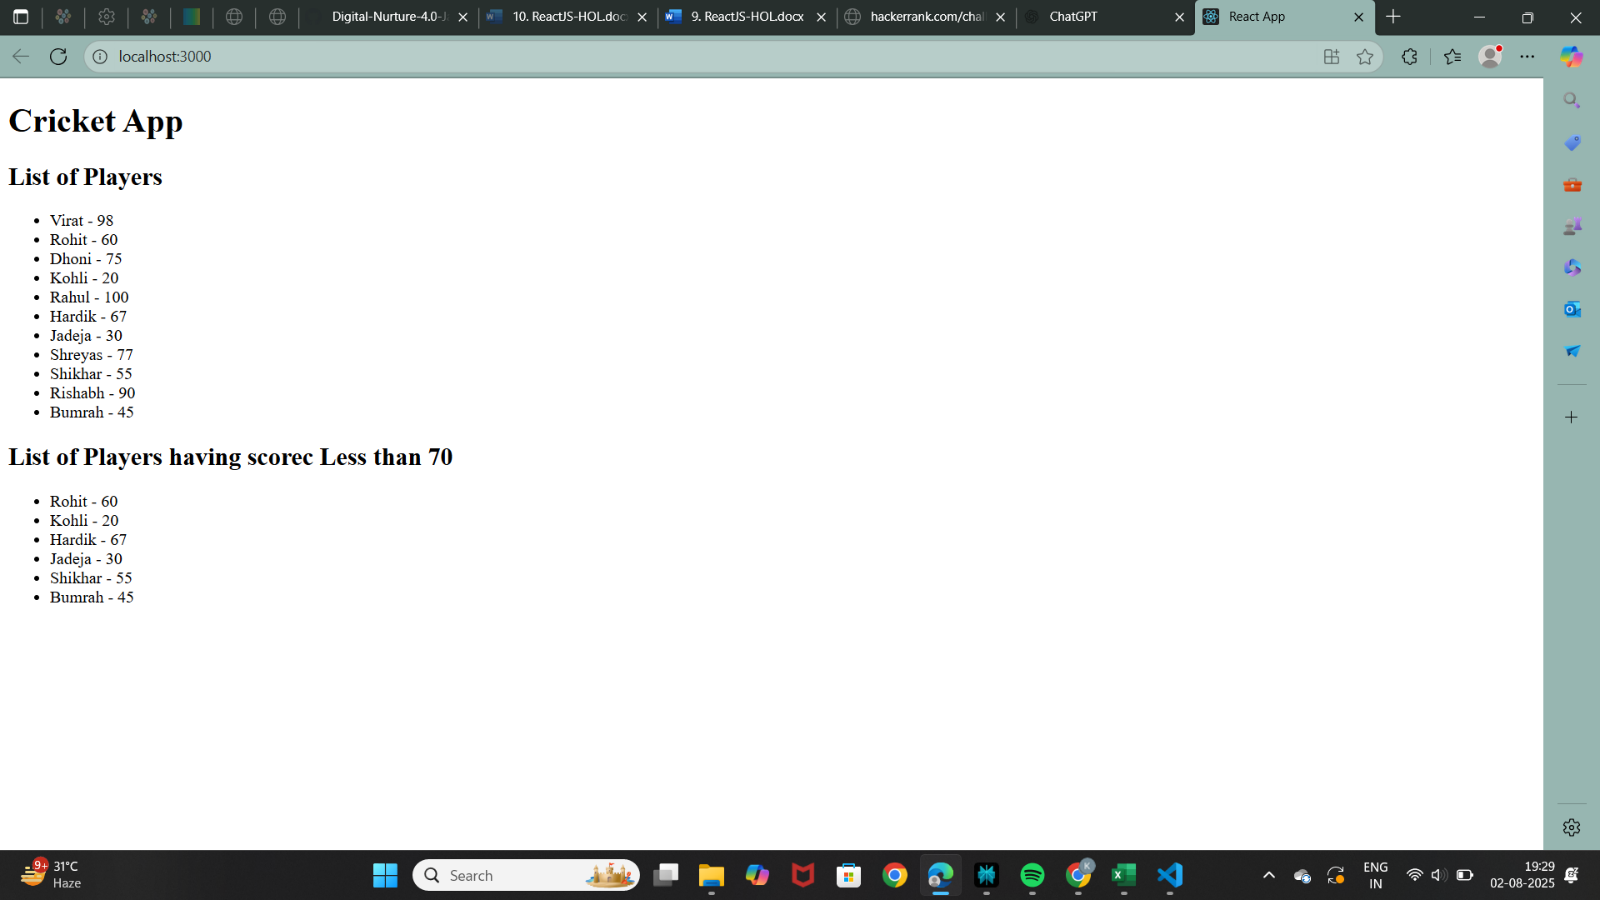 Digital-Nurture-4.0-Ja
10. ReactJS-HOL.doc
9. ReactJS-HOL.docx
hackerrank.com/chal
ChatGPT
React App
localhost:3000
Cricket App
List of Players
Virat - 98
Rohit - 60
Dhoni - 75
Kohli - 20
Rahul - 100
Hardik - 67
Jadeja - 30
Shreyas - 77
Shikhar - 55
Rishabh - 90
Bumrah - 45
List of Players having scorec Less than 70
Rohit - 60
Kohli - 20
Hardik - 67
Jadeja - 30
Shikhar - 55
Bumrah - 45
9+
31°C
Haze
Search
K
ENG
IN
19:29
02-08-2025